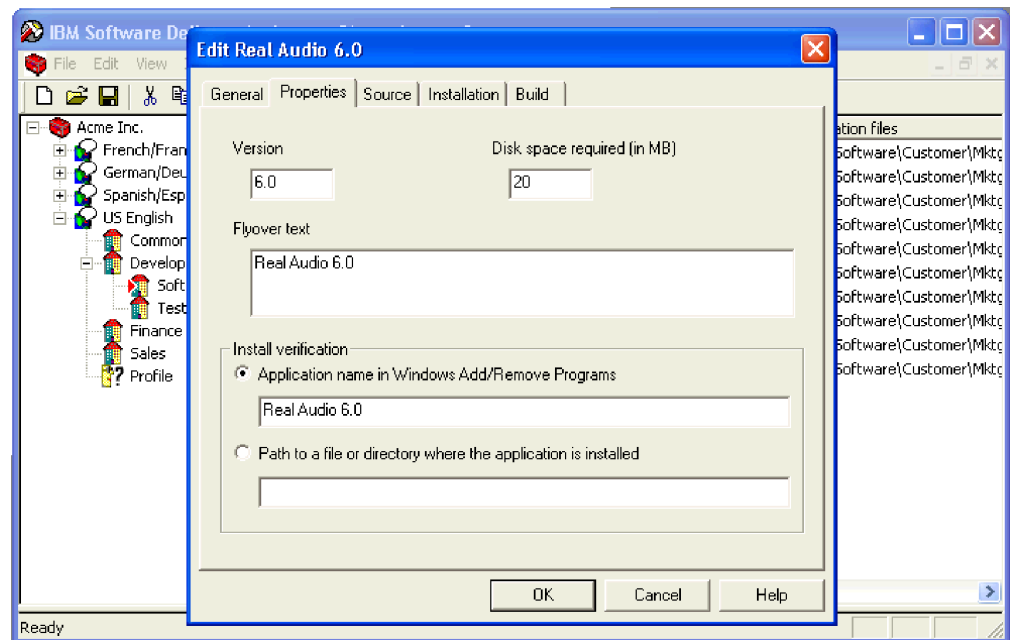 IBM Software De
Edit Real Audio 6.0
File Edit View
General Properties Source Installation Build
Acme Inc.
French/Fran
German/Deu
Spanish/Esp
US English
Common
Develop
Soft
Test
Finance
Sales
Profile
Version
Disk space required (in MB)
6.0
20
Flyover text
Real Audio 6.0
Install verification
Application name in Windows Add/Remove Programs
Real Audio 6.0
Path to a file or directory where the application is installed
OK Cancel Help
ation files
Software\Customer\Mktg
Software\Customer\Mktg
Software\Customer\Mktg
Software\Customer\Mktg
Software\Customer\Mktg
Software\Customer\Mktg
Software\Customer\Mktg
Software\Customer\Mktg
Software\Customer\Mktg
Software\Customer\Mktg
Ready